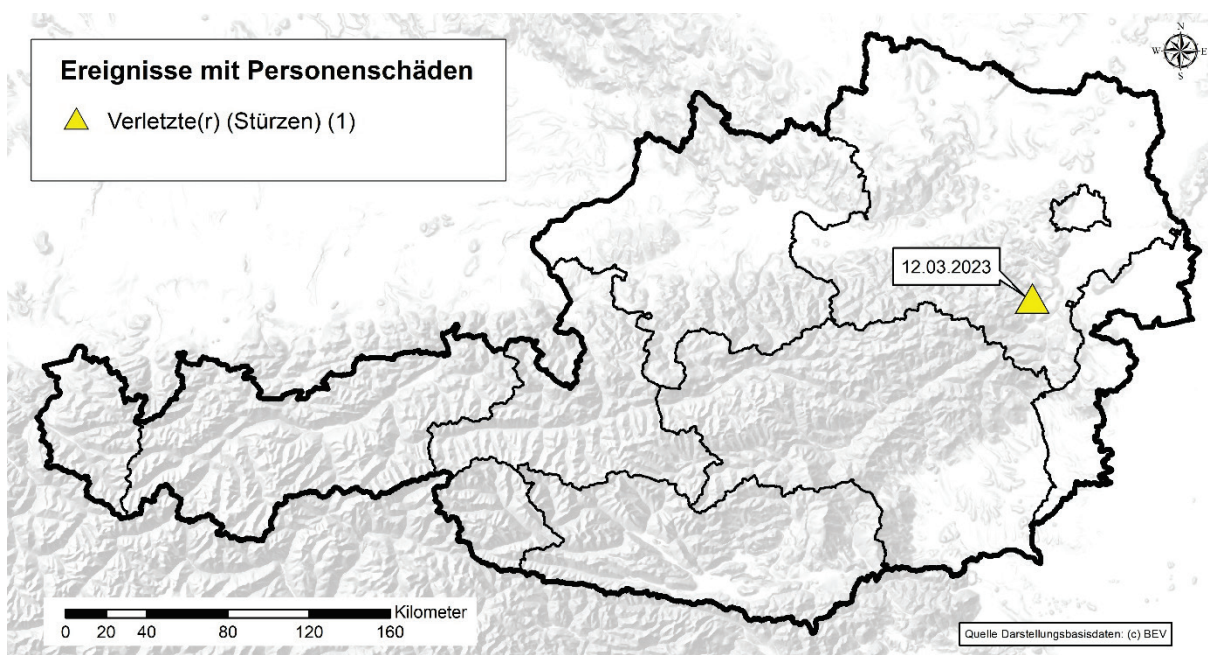 Ereignisse mit Personenschäden
Verletzte(r) (Stürzen) (1)
N
W
E
S
12.03.2023
Kilometer
0 20 40 80 120 160
Quelle Darstellungsbasisdaten: (c) BEV